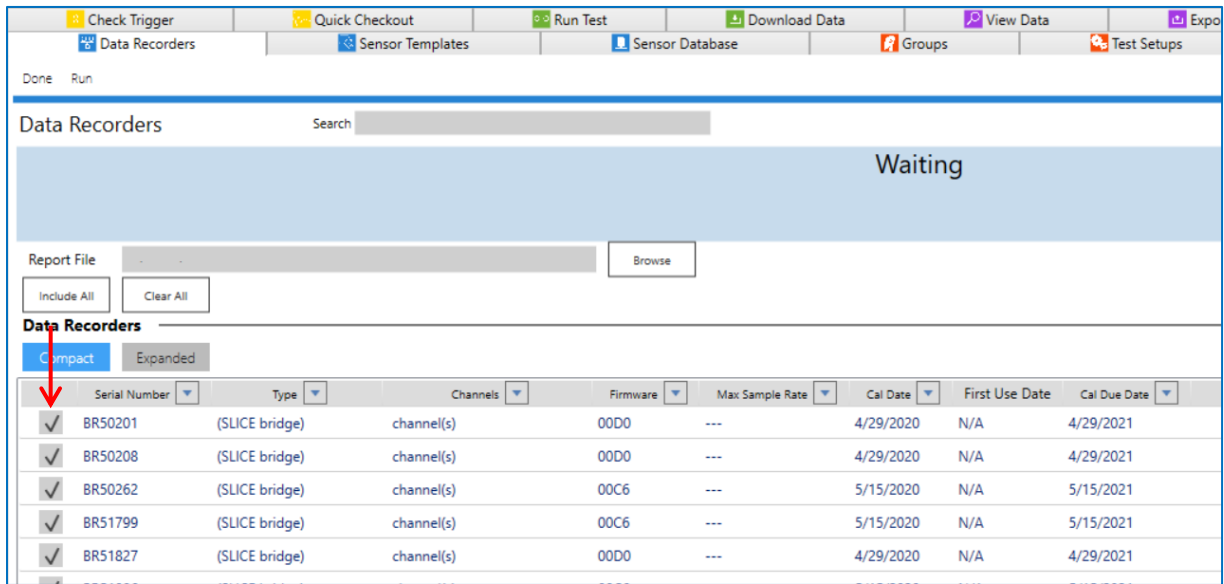 Check Trigger Quick Checkout Run Test Download Data View Data Expo
Data Recorders Sensor Templates Sensor Database Groups Test Setups
Done Run
Data Recorders Search
Waiting
Report File Browse
Include All Clear All
Data Recorders
Compact Expanded
Serial Number Type Channels Firmware Max Sample Rate Cal Date First Use Date Cal Due Date
BR50201 (SLICE bridge) channel(s) 00D0 --- 4/29/2020 N/A 4/29/2021
BR50208 (SLICE bridge) channel(s) 00D0 --- 4/29/2020 N/A 4/29/2021
BR50262 (SLICE bridge) channel(s) 00C6 --- 5/15/2020 N/A 5/15/2021
BR51799 (SLICE bridge) channel(s) 00C6 --- 5/15/2020 N/A 5/15/2021
BR51827 (SLICE bridge) channel(s) 00D0 --- 4/29/2020 N/A 4/29/2021